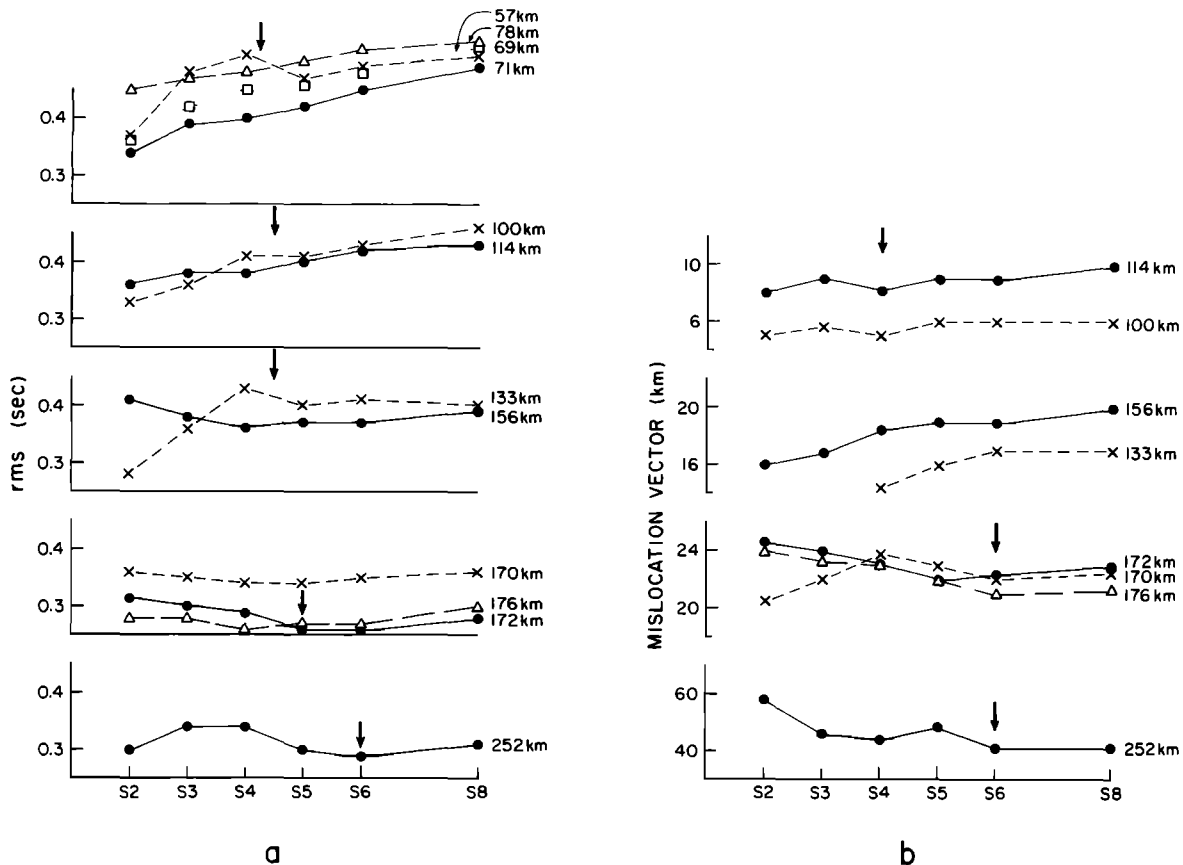 57km
78km
69km
71km
0.4
0.3
100km
114km
0.4
0.3
133km
156km
0.4
0.3
170km
176km
172km
0.4
0.3
252km
0.4
0.3
rms (sec)
S2 S3 S4 S5 S6 S8
a
10
6
114km
100km
20
16
156km
133km
24
20
172km
170km
176km
60
40
252km
MISLOCATION VECTOR (km)
S2 S3 S4 S5 S6 S8
b